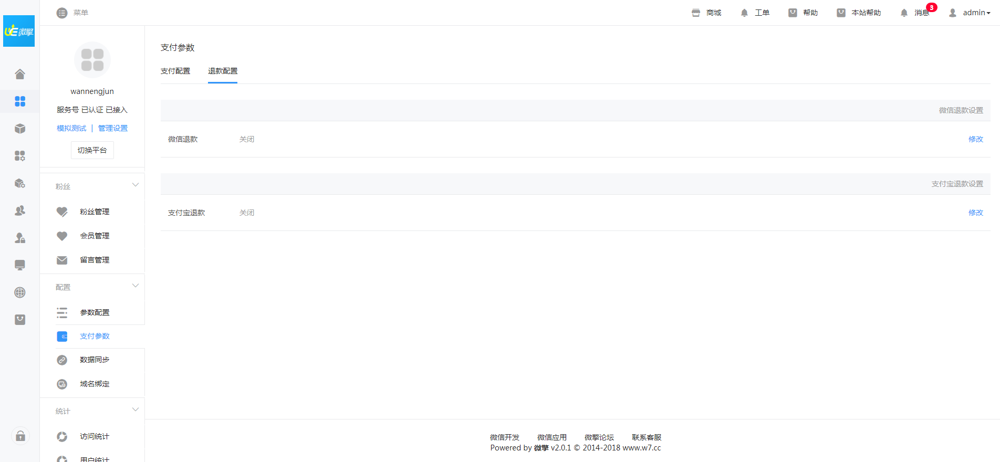 菜单
商城
工单
帮助
本站帮助
消息
3
admin
微擎
wannengjun
服务号 已认证 已接入
模拟测试 | 管理设置
切换平台
粉丝
粉丝管理
会员管理
留言管理
配置
参数配置
支付参数
数据同步
域名绑定
统计
访问统计
用户统计
支付参数
支付配置
退款配置
微信退款设置
微信退款 关闭 修改
支付宝退款设置
支付宝退款 关闭 修改
微信开发 微信应用 微擎论坛 联系客服
Powered by 微擎 v2.0.1 © 2014-2018 www.w7.cc